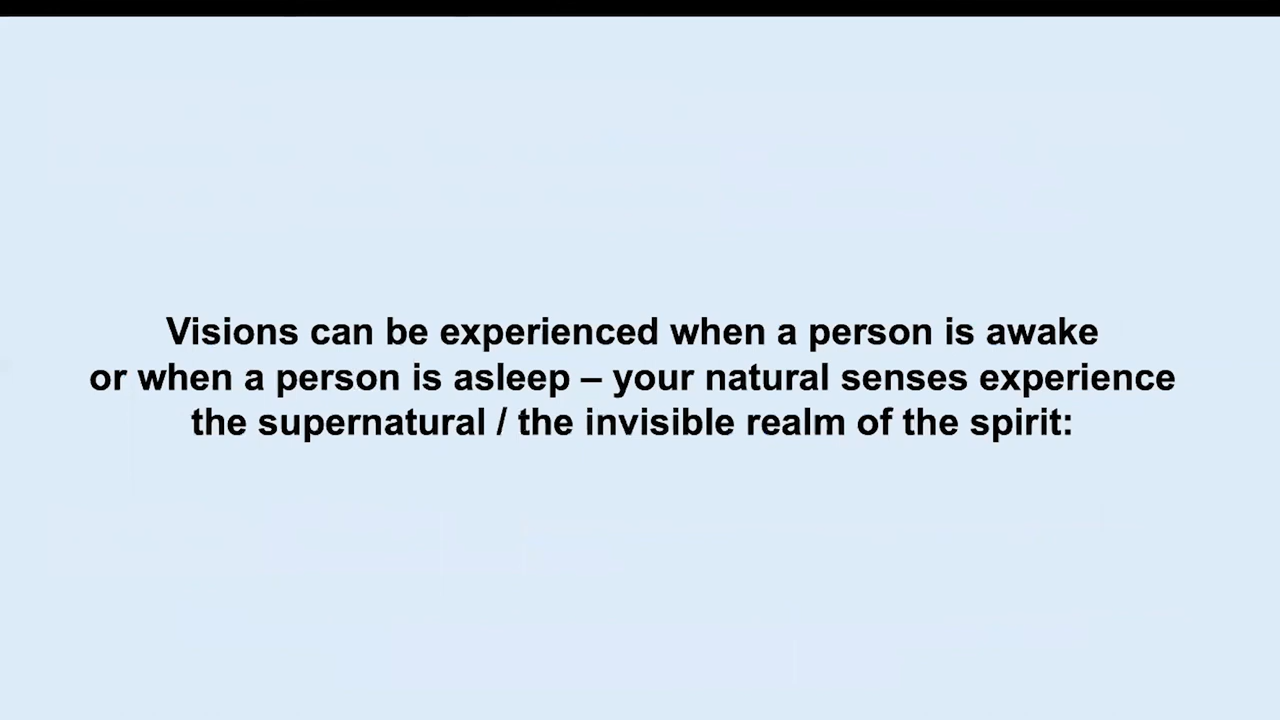 Visions can be experienced when a person is awake
or when a person is asleep – your natural senses experience
the supernatural / the invisible realm of the spirit: